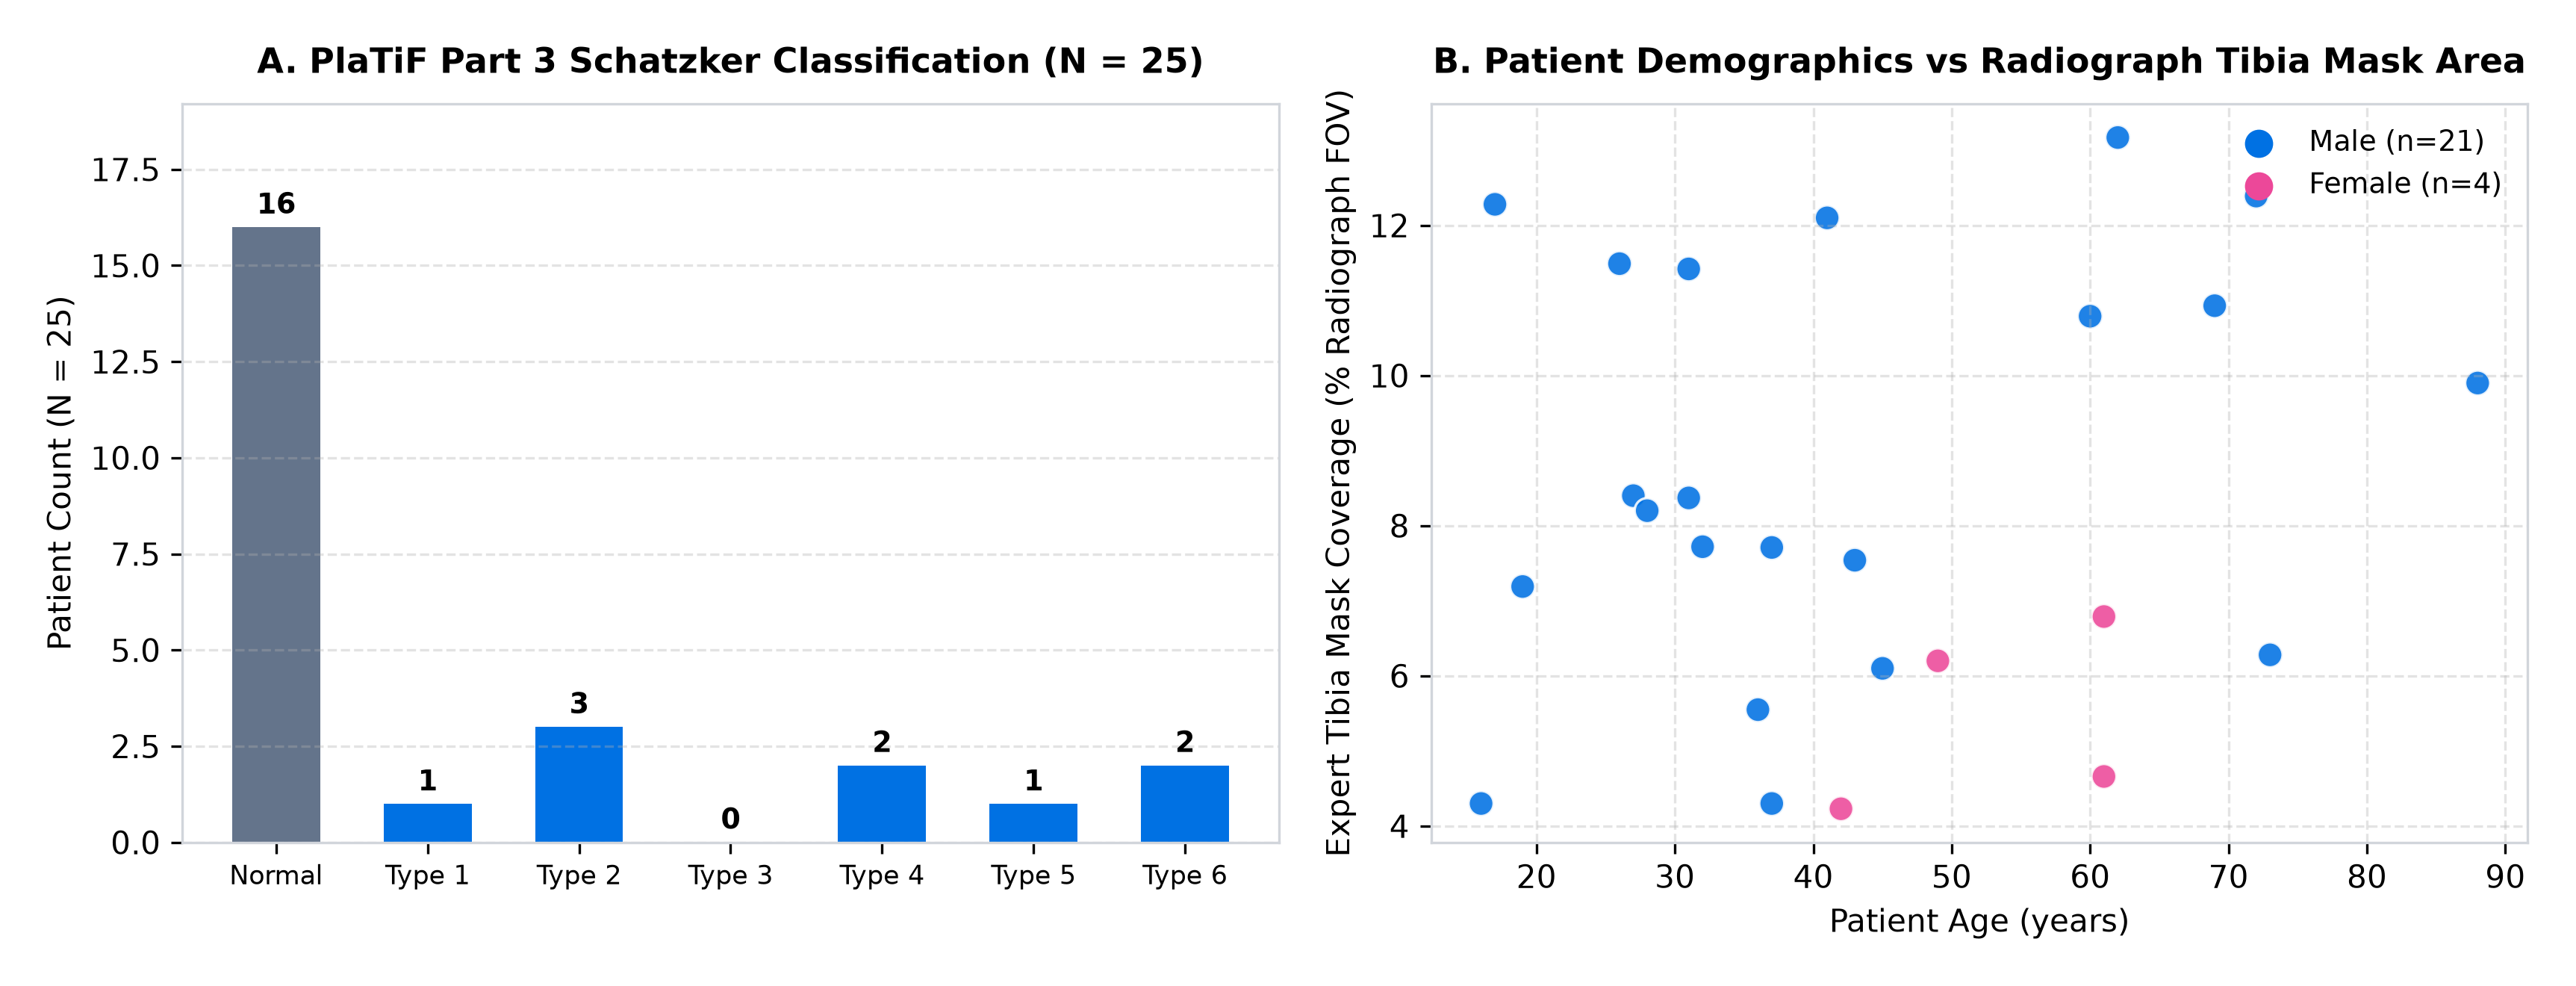 A. PlaTiF Part 3 Schatzker Classification (N = 25)
Patient Count (N = 25)
17.5
15.0
12.5
10.0
7.5
5.0
2.5
0.0
16
1
3
0
2
1
2
Normal
Type 1
Type 2
Type 3
Type 4
Type 5
Type 6
B. Patient Demographics vs Radiograph Tibia Mask Area
Expert Tibia Mask Coverage (% Radiograph FOV)
12
10
8
6
4
Male (n=21)
Female (n=4)
20
30
40
50
60
70
80
90
Patient Age (years)